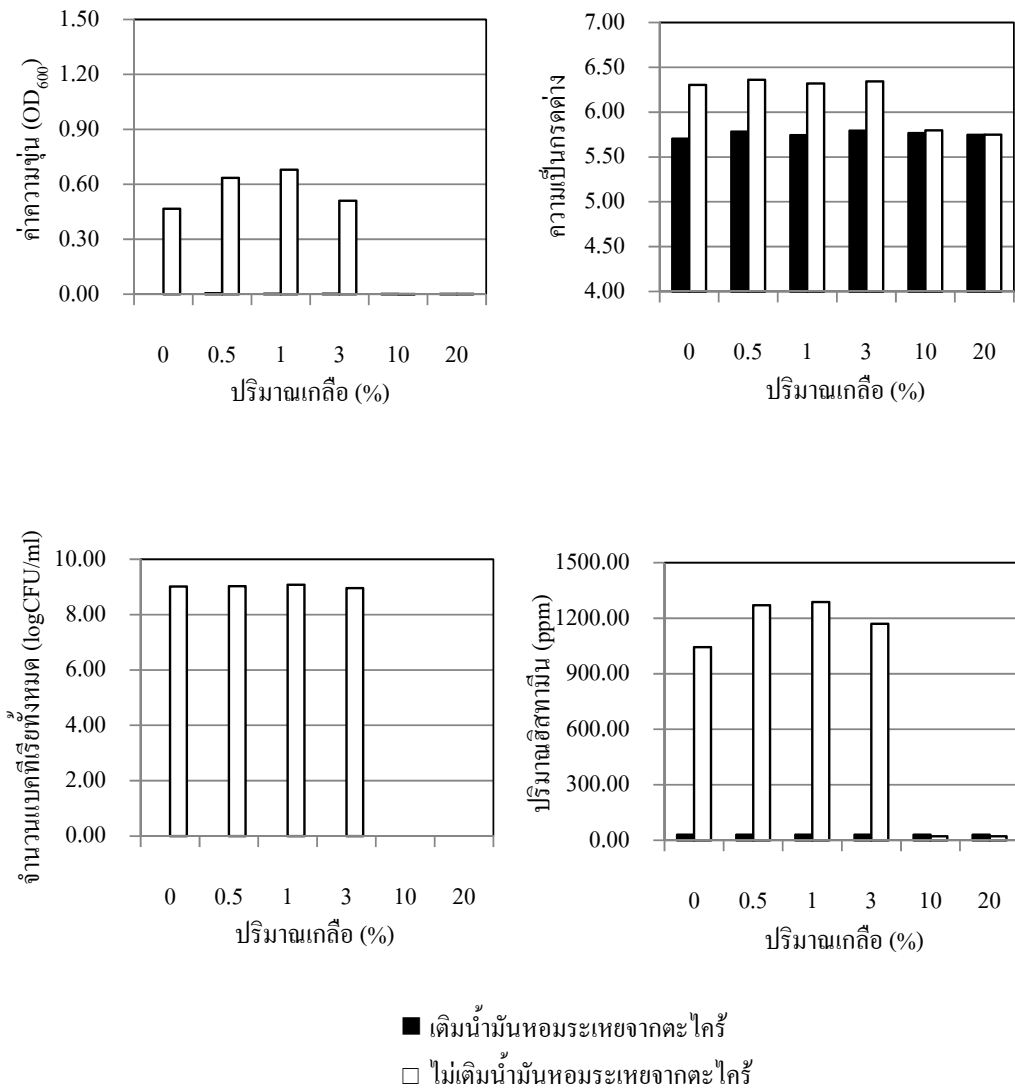 ค่าความขุ่น (OD600)
1.50
1.20
0.90
0.60
0.30
0.00
0 0.5 1 3 10 20
ปริมาณเกลือ (%)
ความเป็นกรดด่าง
7.00
6.50
6.00
5.50
5.00
4.50
4.00
0 0.5 1 3 10 20
ปริมาณเกลือ (%)
จำนวนแบคทีเรียทั้งหมด (logCFU/ml)
10.00
8.00
6.00
4.00
2.00
0.00
0 0.5 1 3 10 20
ปริมาณเกลือ (%)
ปริมาณฮิสทามีน (ppm)
1500.00
1200.00
900.00
600.00
300.00
0.00
0 0.5 1 3 10 20
ปริมาณเกลือ (%)
เติมน้ำมันหอมระเหยจากตะไคร้
ไม่เติมน้ำมันหอมระเหยจากตะไคร้